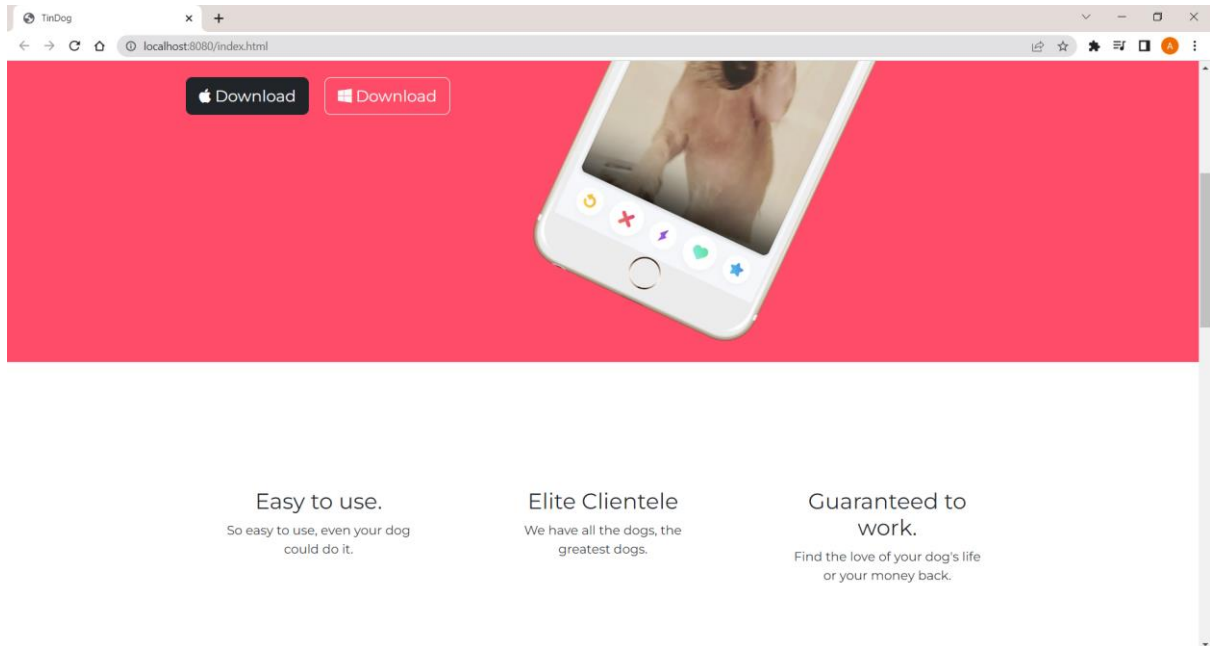 TinDog
localhost:8080/index.html
A
Download
Download
Easy to use.
So easy to use, even your dog
could do it.
Elite Clientele
We have all the dogs, the
greatest dogs.
Guaranteed to
work.
Find the love of your dog's life
or your money back.